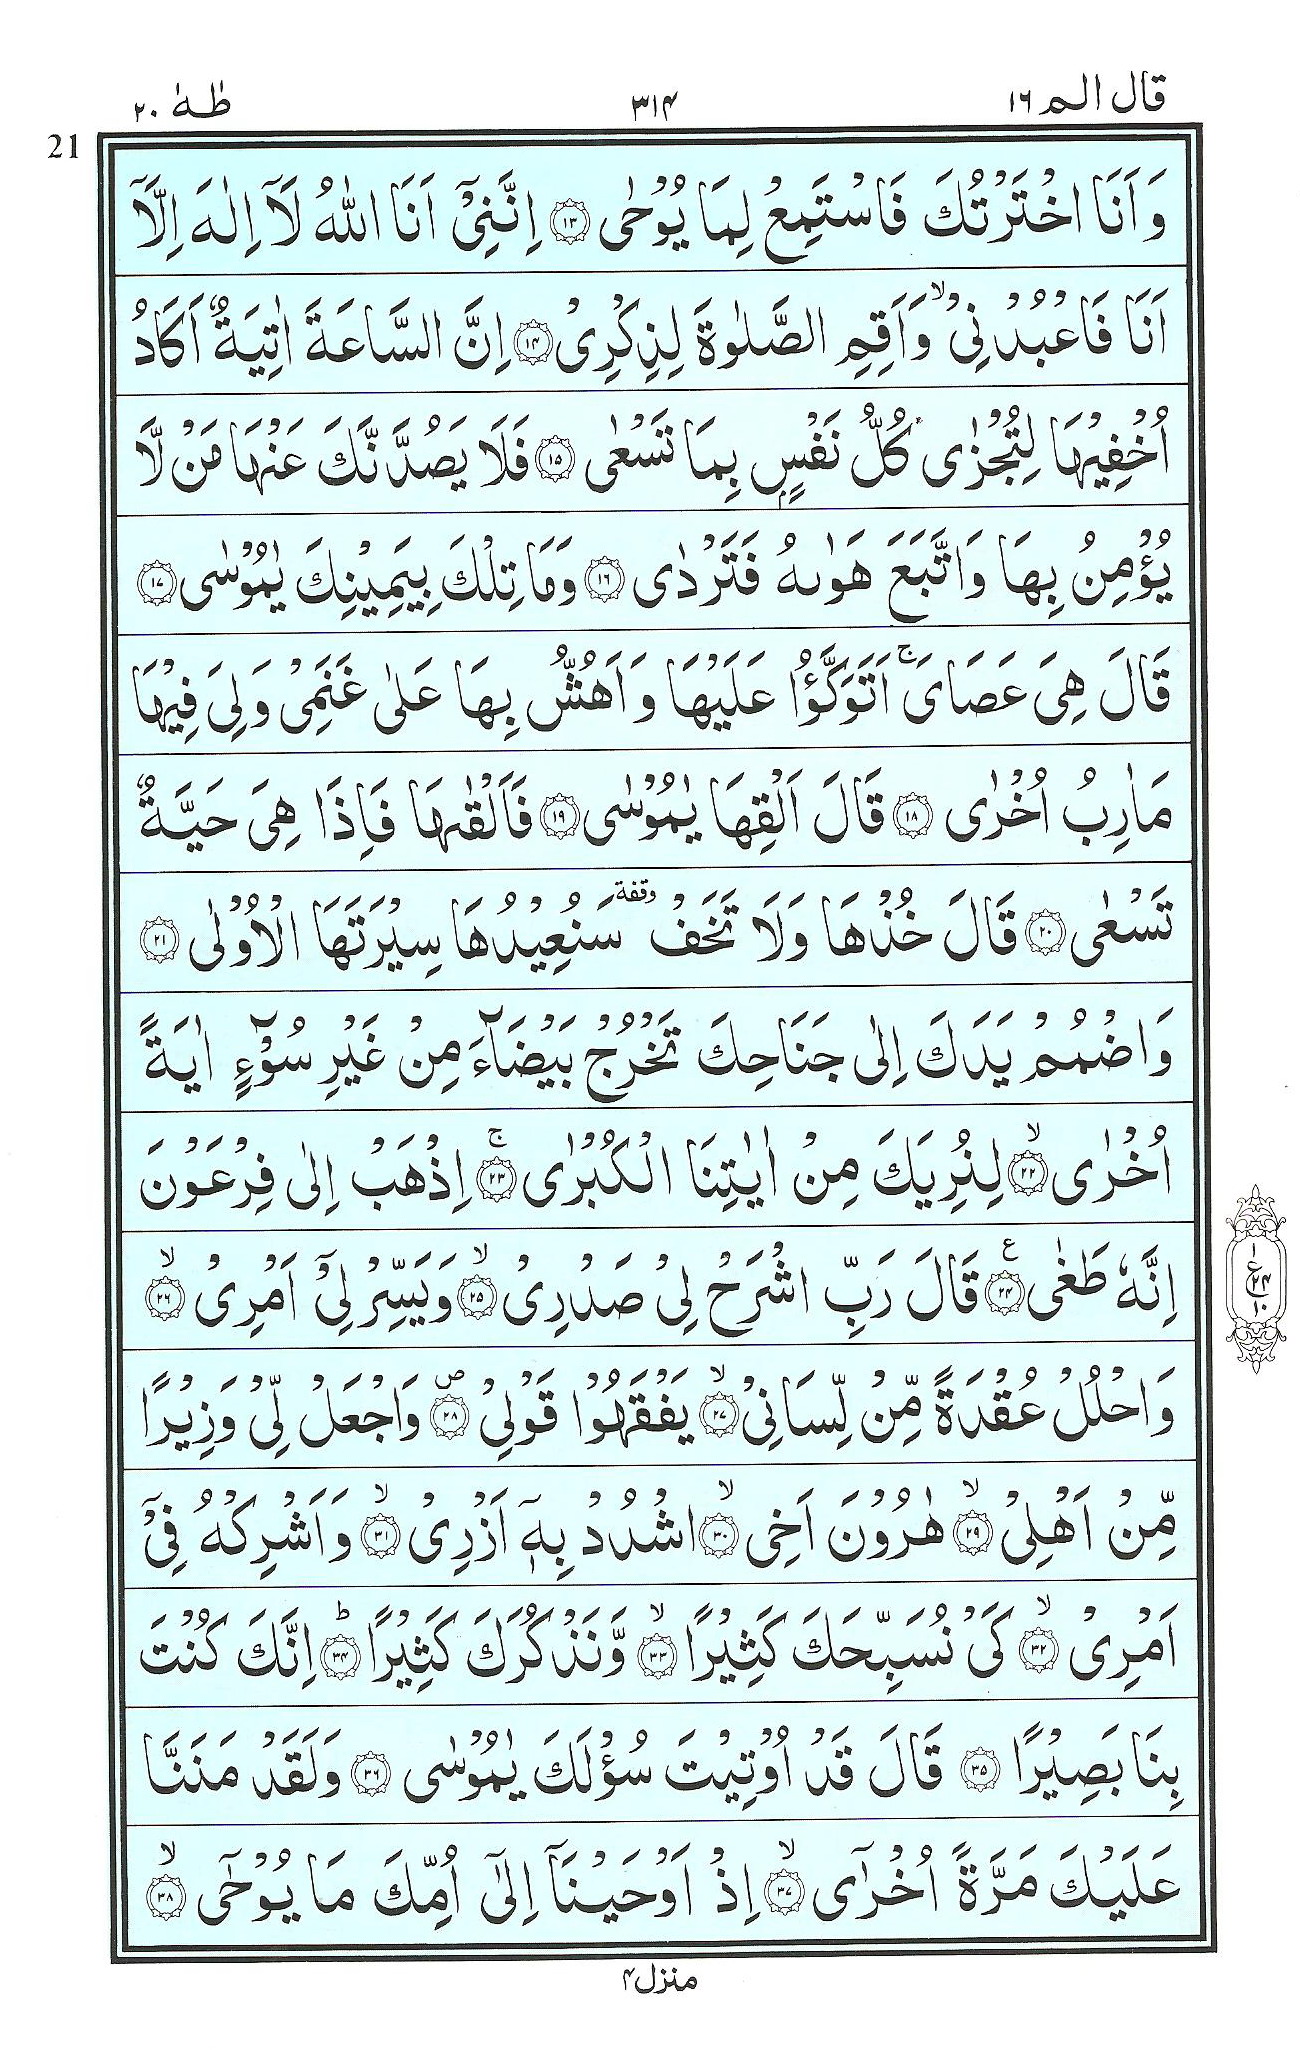 قال الم ١٦
٣١٤
طٰهٰ ٢٠
21
وَاَنَا اخْتَرْتُكَ فَاسْتَمِعْ لِمَا يُوْحٰى ١٣ اِنَّنِيْٓ اَنَا اللّٰهُ لَآ اِلٰهَ اِلَّآ
اَنَا فَاعْبُدْنِيْ ۙ وَاَقِمِ الصَّلٰوةَ لِذِكْرِيْ ١٤ اِنَّ السَّاعَةَ اٰتِيَةٌ اَكَادُ
اُخْفِيْهَا لِتُجْزٰى كُلُّ نَفْسٍۭ بِمَا تَسْعٰى ١٥ فَلَا يَصُدَّنَّكَ عَنْهَا مَنْ لَّا
يُؤْمِنُ بِهَا وَاتَّبَعَ هَوٰىهُ فَتَرْدٰى ١٦ وَمَا تِلْكَ بِيَمِيْنِكَ يٰمُوْسٰى ١٧
قَالَ هِيَ عَصَايَ ۚ اَتَوَكَّؤُا عَلَيْهَا وَاَهُشُّ بِهَا عَلٰى غَنَمِيْ وَلِيَ فِيْهَا
مَاٰرِبُ اُخْرٰى ١٨ قَالَ اَلْقِهَا يٰمُوْسٰى ١٩ فَاَلْقٰىهَا فَاِذَا هِيَ حَيَّةٌ
تَسْعٰى ٢٠ قَالَ خُذْهَا وَلَا تَخَفْ وقفة سَنُعِيْدُهَا سِيْرَتَهَا الْاُوْلٰى ٢١
وَاضْمُمْ يَدَكَ اِلٰى جَنَاحِكَ تَخْرُجْ بَيْضَآءَ مِنْ غَيْرِ سُوْٓءٍ اٰيَةً
اُخْرٰى ۙ ٢٢ لِنُرِيَكَ مِنْ اٰيٰتِنَا الْكُبْرٰى ۚ ٢٣ اِذْهَبْ اِلٰى فِرْعَوْنَ
اِنَّهٗ طَغٰى ٢٤ ع قَالَ رَبِّ اشْرَحْ لِيْ صَدْرِيْ ۙ ٢٥ وَيَسِّرْ لِيْٓ اَمْرِيْ ۙ ٢٦
ع ١ ٢٤ ١٠
وَاحْلُلْ عُقْدَةً مِّنْ لِّسَانِيْ ۙ ٢٧ يَفْقَهُوْا قَوْلِيْ ۠ص ٢٨ وَاجْعَلْ لِّيْ وَزِيْرًا
مِّنْ اَهْلِيْ ۙ ٢٩ هٰرُوْنَ اَخِى ۙ ٣٠ اشْدُدْ بِهٖٓ اَزْرِيْ ۙ ٣١ وَاَشْرِكْهُ فِيْٓ
اَمْرِيْ ۙ ٣٢ كَيْ نُسَبِّحَكَ كَثِيْرًا ۙ ٣٣ وَّنَذْكُرَكَ كَثِيْرًا ؕ ٣٤ اِنَّكَ كُنْتَ
بِنَا بَصِيْرًا ٣٥ قَالَ قَدْ اُوْتِيْتَ سُؤْلَكَ يٰمُوْسٰى ٣٦ وَلَقَدْ مَنَنَّا
عَلَيْكَ مَرَّةً اُخْرٰٓى ۙ ٣٧ اِذْ اَوْحَيْنَآ اِلٰٓى اُمِّكَ مَا يُوْحٰٓى ۙ ٣٨
منزل ٤